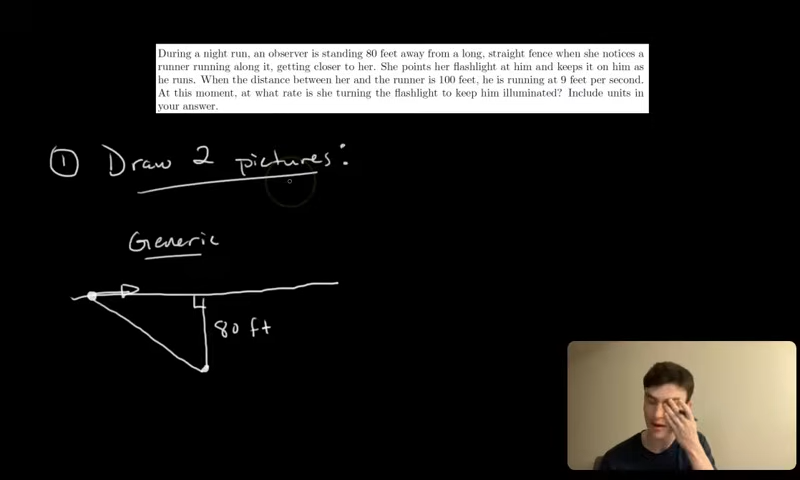 During a night run, an observer is standing 80 feet away from a long, straight fence when she notices a
runner running along it, getting closer to her. She points her flashlight at him and keeps it on him as
he runs. When the distance between her and the runner is 100 feet, he is running at 9 feet per second.
At this moment, at what rate is she turning the flashlight to keep him illuminated? Include units in
your answer.
① Draw 2 pictures:
Generic
80 ft